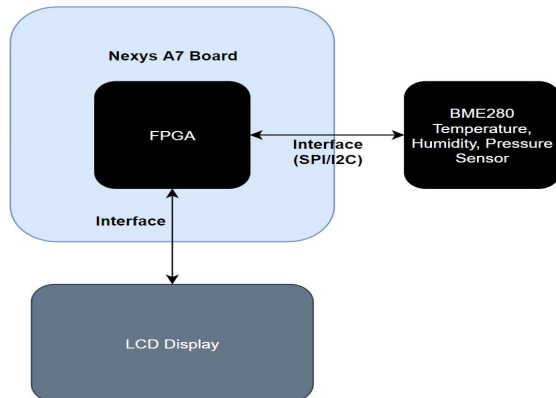 Nexys A7 Board
FPGA
Interface
(SPI/I2C)
BME280
Temperature,
Humidity, Pressure
Sensor
Interface
LCD Display